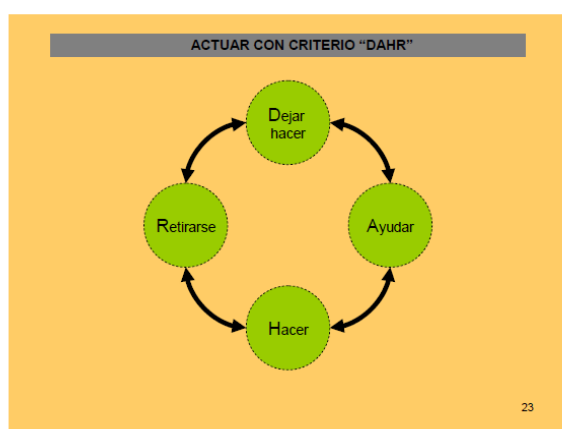 ACTUAR CON CRITERIO “DAHR”
Dejar
hacer
Retirarse
Ayudar
Hacer
23